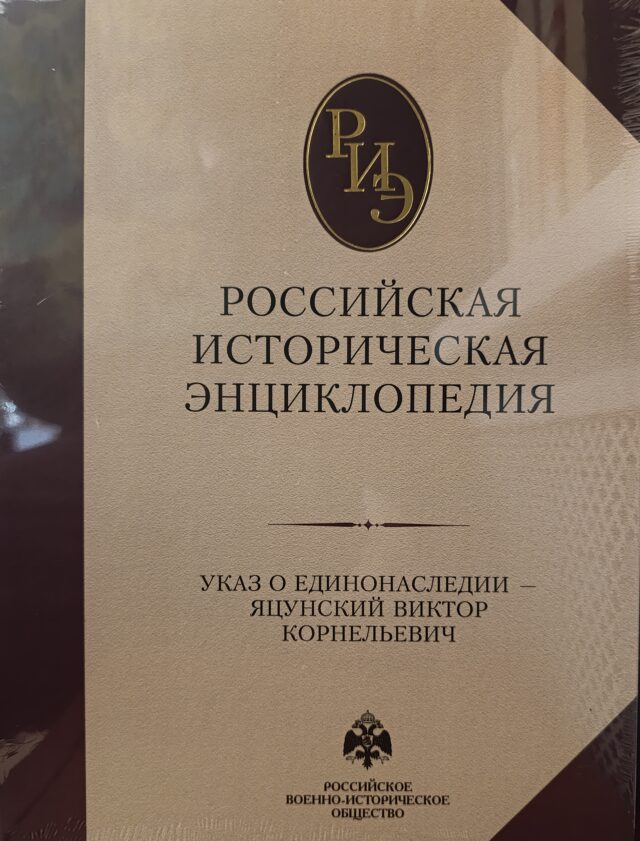 РИЭ
РОССИЙСКАЯ
ИСТОРИЧЕСКАЯ
ЭНЦИКЛОПЕДИЯ
УКАЗ О ЕДИНОНАСЛЕДИИ –
ЯЦУНСКИЙ ВИКТОР
КОРНЕЛЬЕВИЧ
РОССИЙСКОЕ
ВОЕННО-ИСТОРИЧЕСКОЕ
ОБЩЕСТВО